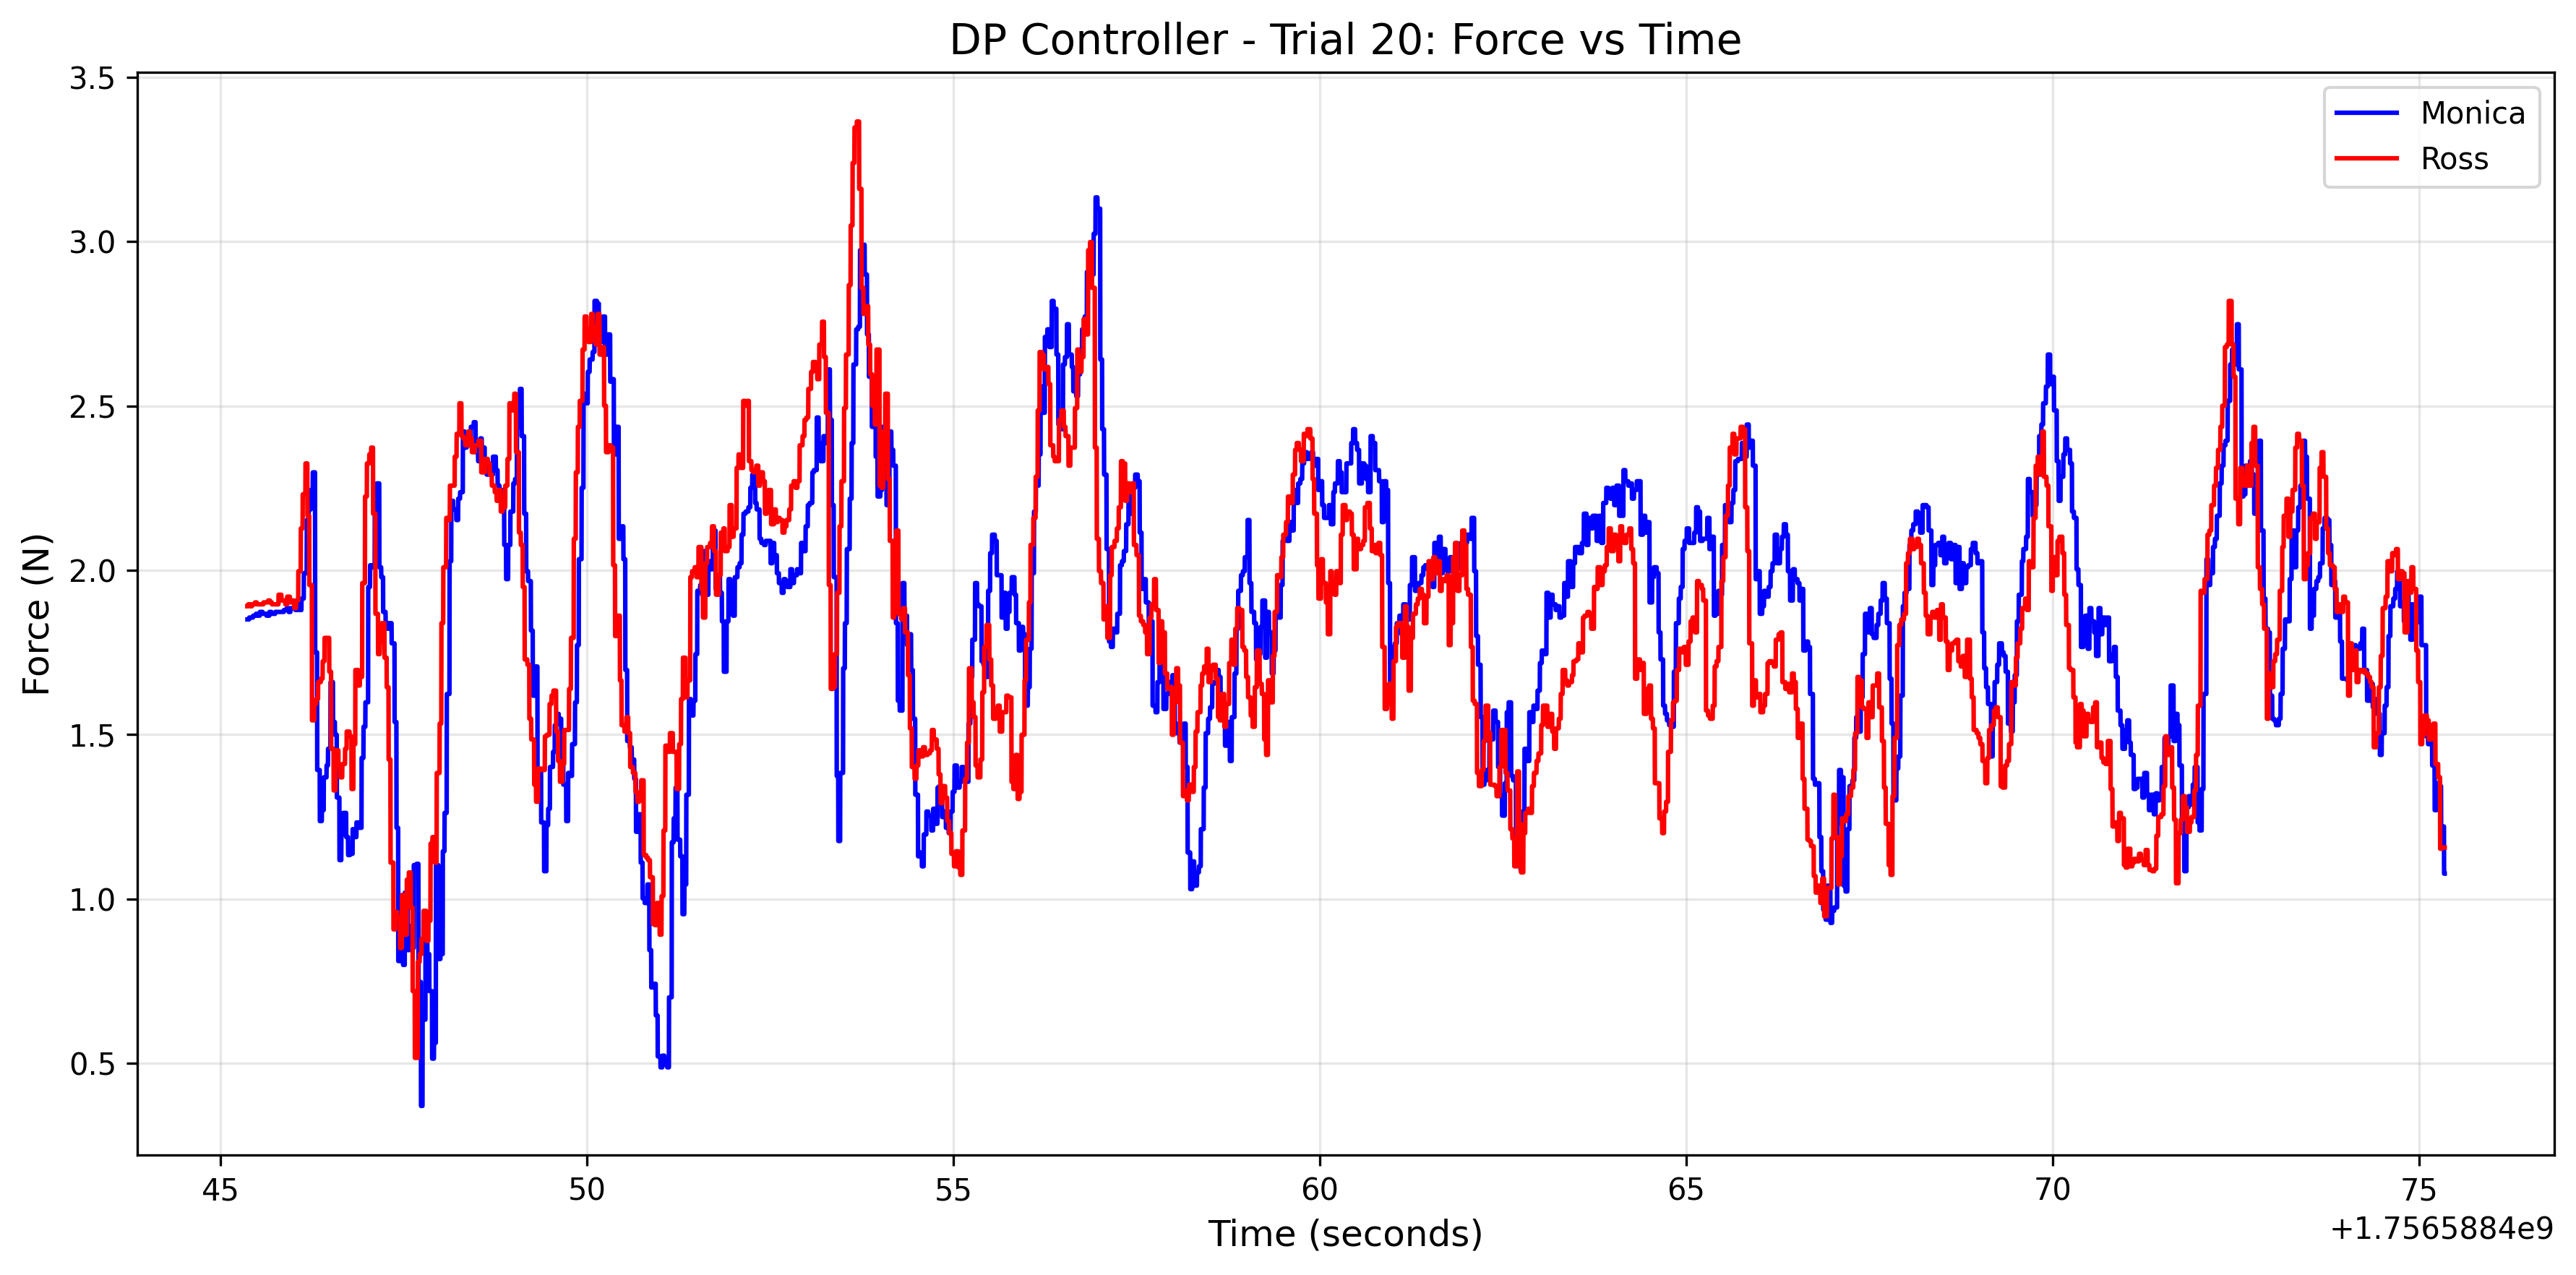 DP Controller - Trial 20: Force vs Time
Monica
Ross
Force (N)
3.5
3.0
2.5
2.0
1.5
1.0
0.5
45
50
55
60
65
70
75
Time (seconds)
+1.7565884e9